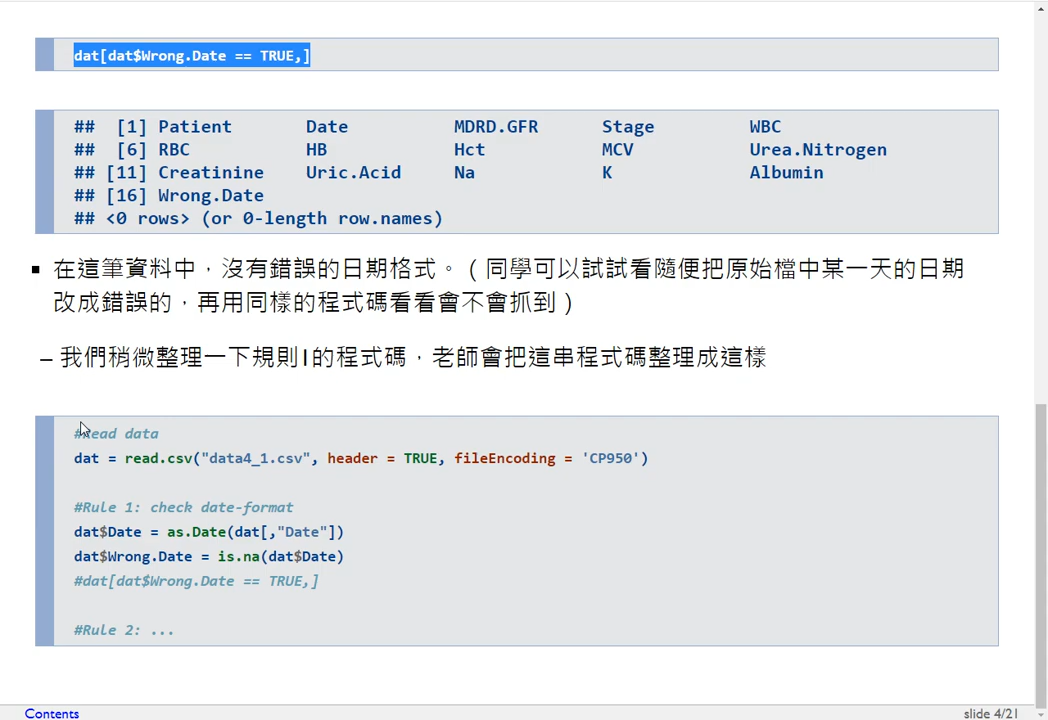 dat[dat$Wrong.Date == TRUE,]
##  [1] Patient       Date          MDRD.GFR      Stage         WBC
##  [6] RBC           HB            Hct           MCV           Urea.Nitrogen
## [11] Creatinine    Uric.Acid     Na            K             Albumin
## [16] Wrong.Date
## <0 rows> (or 0-length row.names)
▪ 在這筆資料中，沒有錯誤的日期格式。（同學可以試試看隨便把原始檔中某一天的日期
改成錯誤的，再用同樣的程式碼看看會不會抓到）
– 我們稍微整理一下規則1的程式碼，老師會把這串程式碼整理成這樣
#Read data
dat = read.csv("data4_1.csv", header = TRUE, fileEncoding = 'CP950')
#Rule 1: check date-format
dat$Date = as.Date(dat[,"Date"])
dat$Wrong.Date = is.na(dat$Date)
#dat[dat$Wrong.Date == TRUE,]
#Rule 2: ...
Contents
slide 4/21